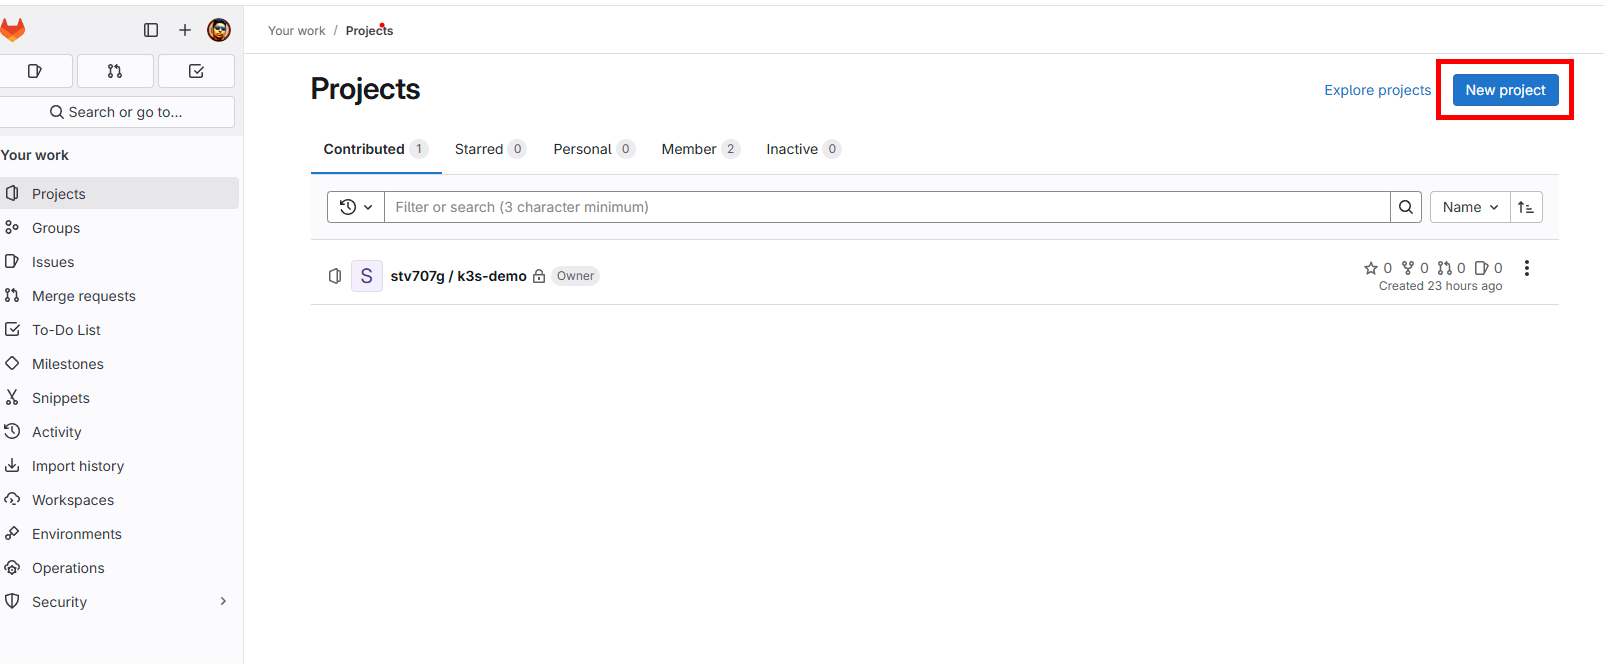 Your work / Projects
Search or go to...
Your work
Projects
Groups
Issues
Merge requests
To-Do List
Milestones
Snippets
Activity
Import history
Workspaces
Environments
Operations
Security
Projects
Explore projects
New project
Contributed 1
Starred 0
Personal 0
Member 2
Inactive 0
Filter or search (3 character minimum)
Name
S
stv707g / k3s-demo
Owner
0 0 0 0
Created 23 hours ago